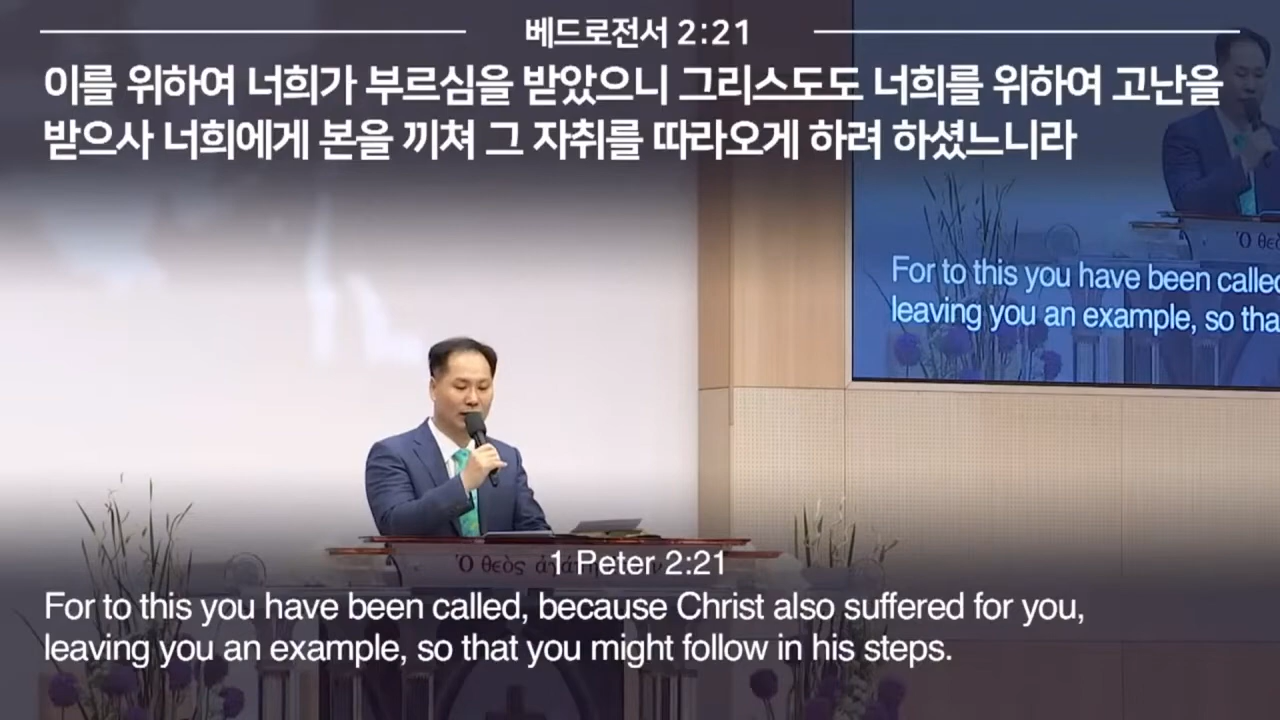 베드로전서 2:21
이를 위하여 너희가 부르심을 받았으니 그리스도도 너희를 위하여 고난을
받으사 너희에게 본을 끼쳐 그 자취를 따라오게 하려 하셨느니라
Ὁ θεὸς
For to this you have been called
leaving you an example, so tha
Ὁ θεὸς
1 Peter 2:21
For to this you have been called, because Christ also suffered for you,
leaving you an example, so that you might follow in his steps.